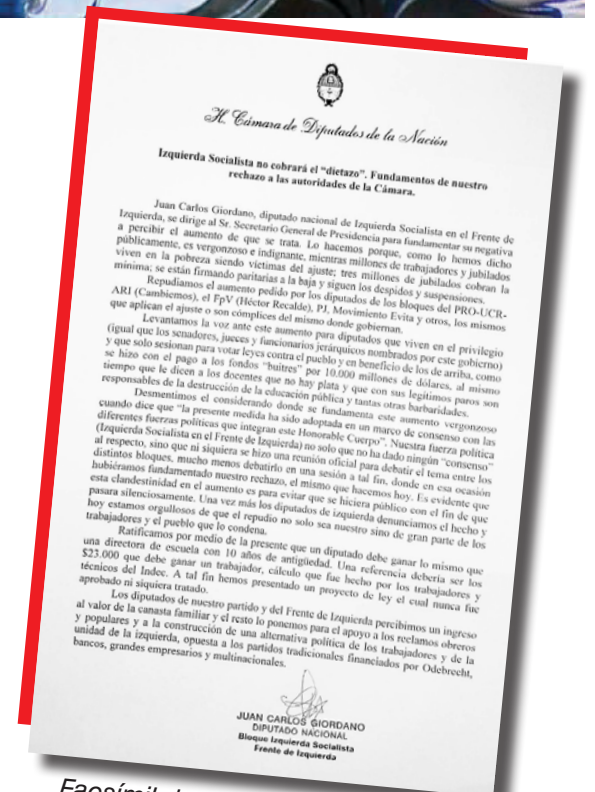 H. Cámara de Diputados de la Nación
Izquierda Socialista no cobrará el “dietazo”. Fundamentos de nuestro
rechazo a las autoridades de la Cámara.
Juan Carlos Giordano, diputado nacional de Izquierda Socialista en el Frente de
Izquierda, se dirige al Sr. Secretario General de Presidencia para fundamentar su negativa
a percibir el aumento de que se trata. Lo hacemos porque, como lo hemos dicho
públicamente, es vergonzoso e indignante, mientras millones de trabajadores y jubilados
viven en la pobreza siendo víctimas del ajuste; tres millones de jubilados cobran la
mínima; se están firmando paritarias a la baja y siguen los despidos y suspensiones.
Repudiamos el aumento pedido por los diputados de los bloques del PRO-UCR-
ARI (Cambiemos), el FpV (Héctor Recalde), PJ, Movimiento Evita y otros, los mismos
que aplican el ajuste o son cómplices del mismo donde gobiernan.
Levantamos la voz ante este aumento para diputados que viven en el privilegio
(igual que los senadores, jueces y funcionarios jerárquicos nombrados por este gobierno)
y que solo sesionan para votar leyes contra el pueblo y en beneficio de los de arriba, como
se hizo con el pago a los fondos “buitres” por 10.000 millones de dólares, al mismo
tiempo que le dicen a los docentes que no hay plata y que con sus legítimos paros son
responsables de la destrucción de la educación pública y tantas otras barbaridades.
Desmentimos el considerando donde se fundamenta este aumento vergonzoso
cuando dice que “la presente medida ha sido adoptada en un marco de consenso con las
diferentes fuerzas políticas que integran este Honorable Cuerpo”. Nuestra fuerza política
(Izquierda Socialista en el Frente de Izquierda) no solo que no ha dado ningún “consenso”
al respecto, sino que ni siquiera se hizo una reunión oficial para debatir el tema entre los
distintos bloques, mucho menos debatirlo en una sesión a tal fin, donde en esa ocasión
hubiéramos fundamentado nuestro rechazo, el mismo que hacemos hoy. Es evidente que
esta clandestinidad en el aumento es para evitar que se hiciera público con el fin de que
pasara silenciosamente. Una vez más los diputados de izquierda denunciamos el hecho y
hoy estamos orgullosos de que el repudio no solo sea nuestro sino de gran parte de los
trabajadores y el pueblo que lo condena.
Ratificamos por medio de la presente que un diputado debe ganar lo mismo que
una directora de escuela con 10 años de antigüedad. Una referencia debería ser los
$23.000 que debe ganar un trabajador, cálculo que fue hecho por los trabajadores y
técnicos del Indec. A tal fin hemos presentado un proyecto de ley el cual nunca fue
aprobado ni siquiera tratado.
Los diputados de nuestro partido y del Frente de Izquierda percibimos un ingreso
al valor de la canasta familiar y el resto lo ponemos para el apoyo a los reclamos obreros
y populares y a la construcción de una alternativa política de los trabajadores y de la
unidad de la izquierda, opuesta a los partidos tradicionales financiados por Odebrecht,
bancos, grandes empresarios y multinacionales.
JUAN CARLOS GIORDANO
DIPUTADO NACIONAL
Bloque Izquierda Socialista
Frente de Izquierda